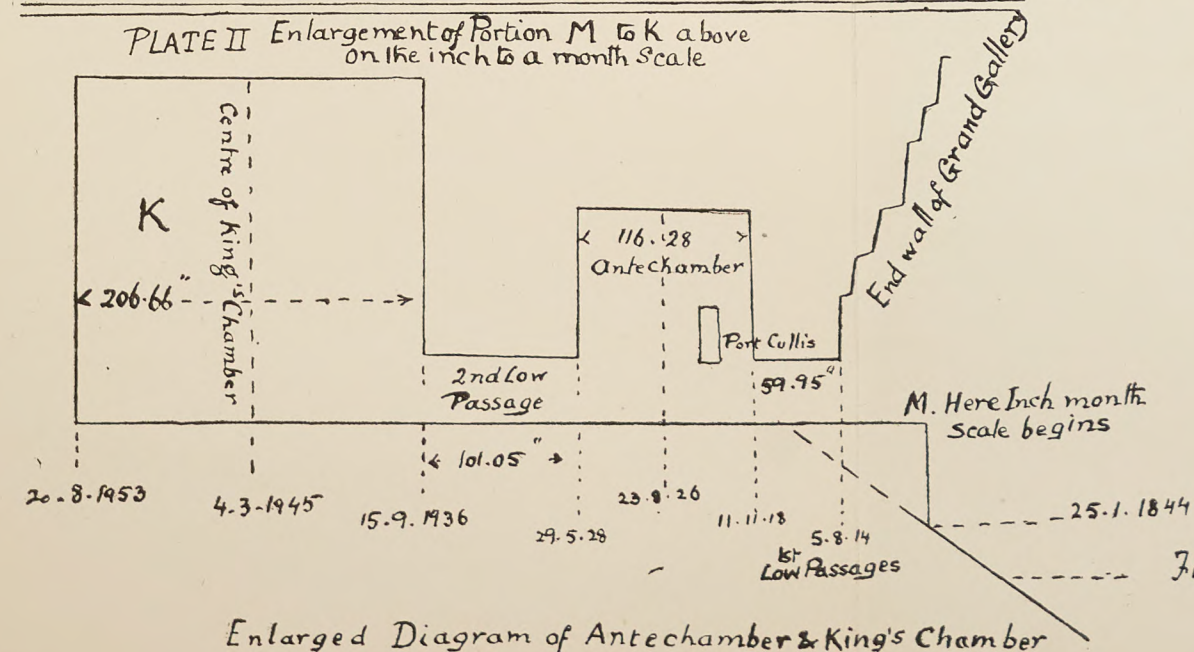 PLATE II Enlargement of Portion M to K above
on the inch to a month Scale
Centre of King's Chamber
End wall of Grand Gallery
K
116.28
Antechamber
206.66"
Port Cullis
59.95"
2nd Low
Passage
M. Here Inch month
Scale begins
101.05"
20-8-1953
4-3-1945
15.9.1936
29.5.28
23.8.26
11.11.18
5.8.14
25.1.1844
1st
Low Passages
Enlarged Diagram of Antechamber & King's Chamber